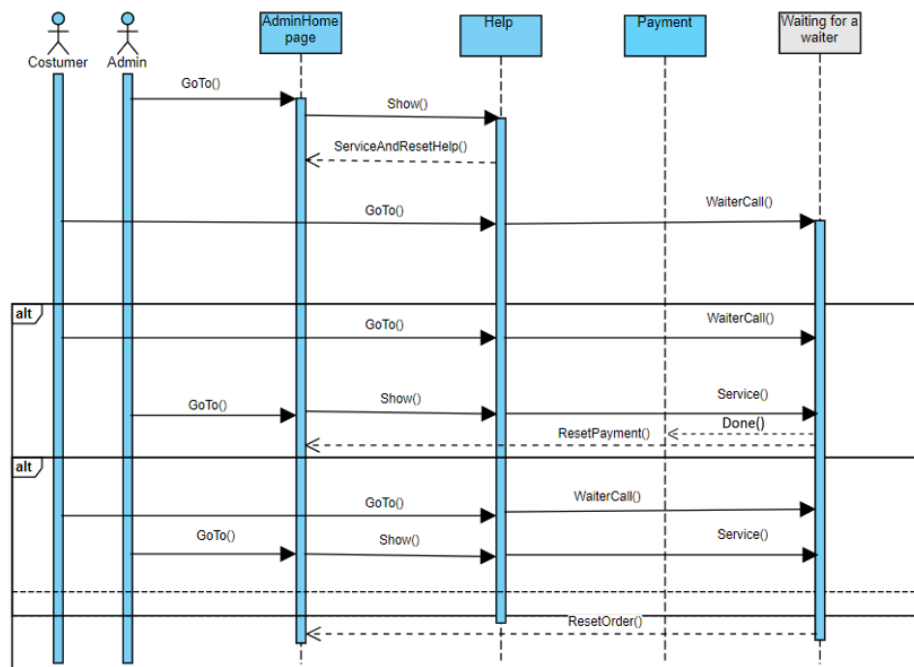 AdminHome
page
Help
Payment
Waiting for a
waiter
Costumer
Admin
GoTo()
Show()
ServiceAndResetHelp()
GoTo()
WaiterCall()
alt
GoTo()
WaiterCall()
GoTo()
Show()
Service()
Done()
ResetPayment()
alt
GoTo()
WaiterCall()
GoTo()
Show()
Service()
ResetOrder()